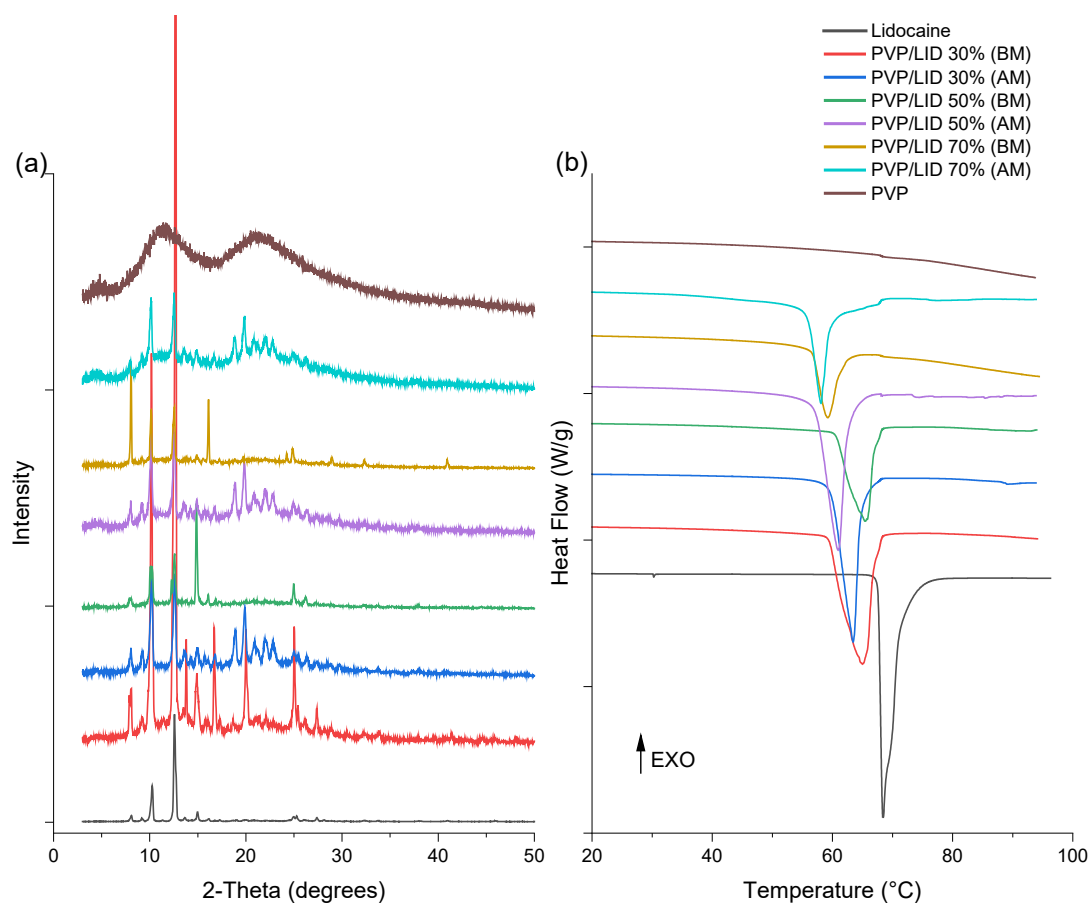 Lidocaine
PVP/LID 30% (BM)
PVP/LID 30% (AM)
PVP/LID 50% (BM)
PVP/LID 50% (AM)
PVP/LID 70% (BM)
PVP/LID 70% (AM)
PVP
(a)
Intensity
0 10 20 30 40 50
2-Theta (degrees)
(b)
Heat Flow (W/g)
EXO
20 40 60 80 100
Temperature (°C)